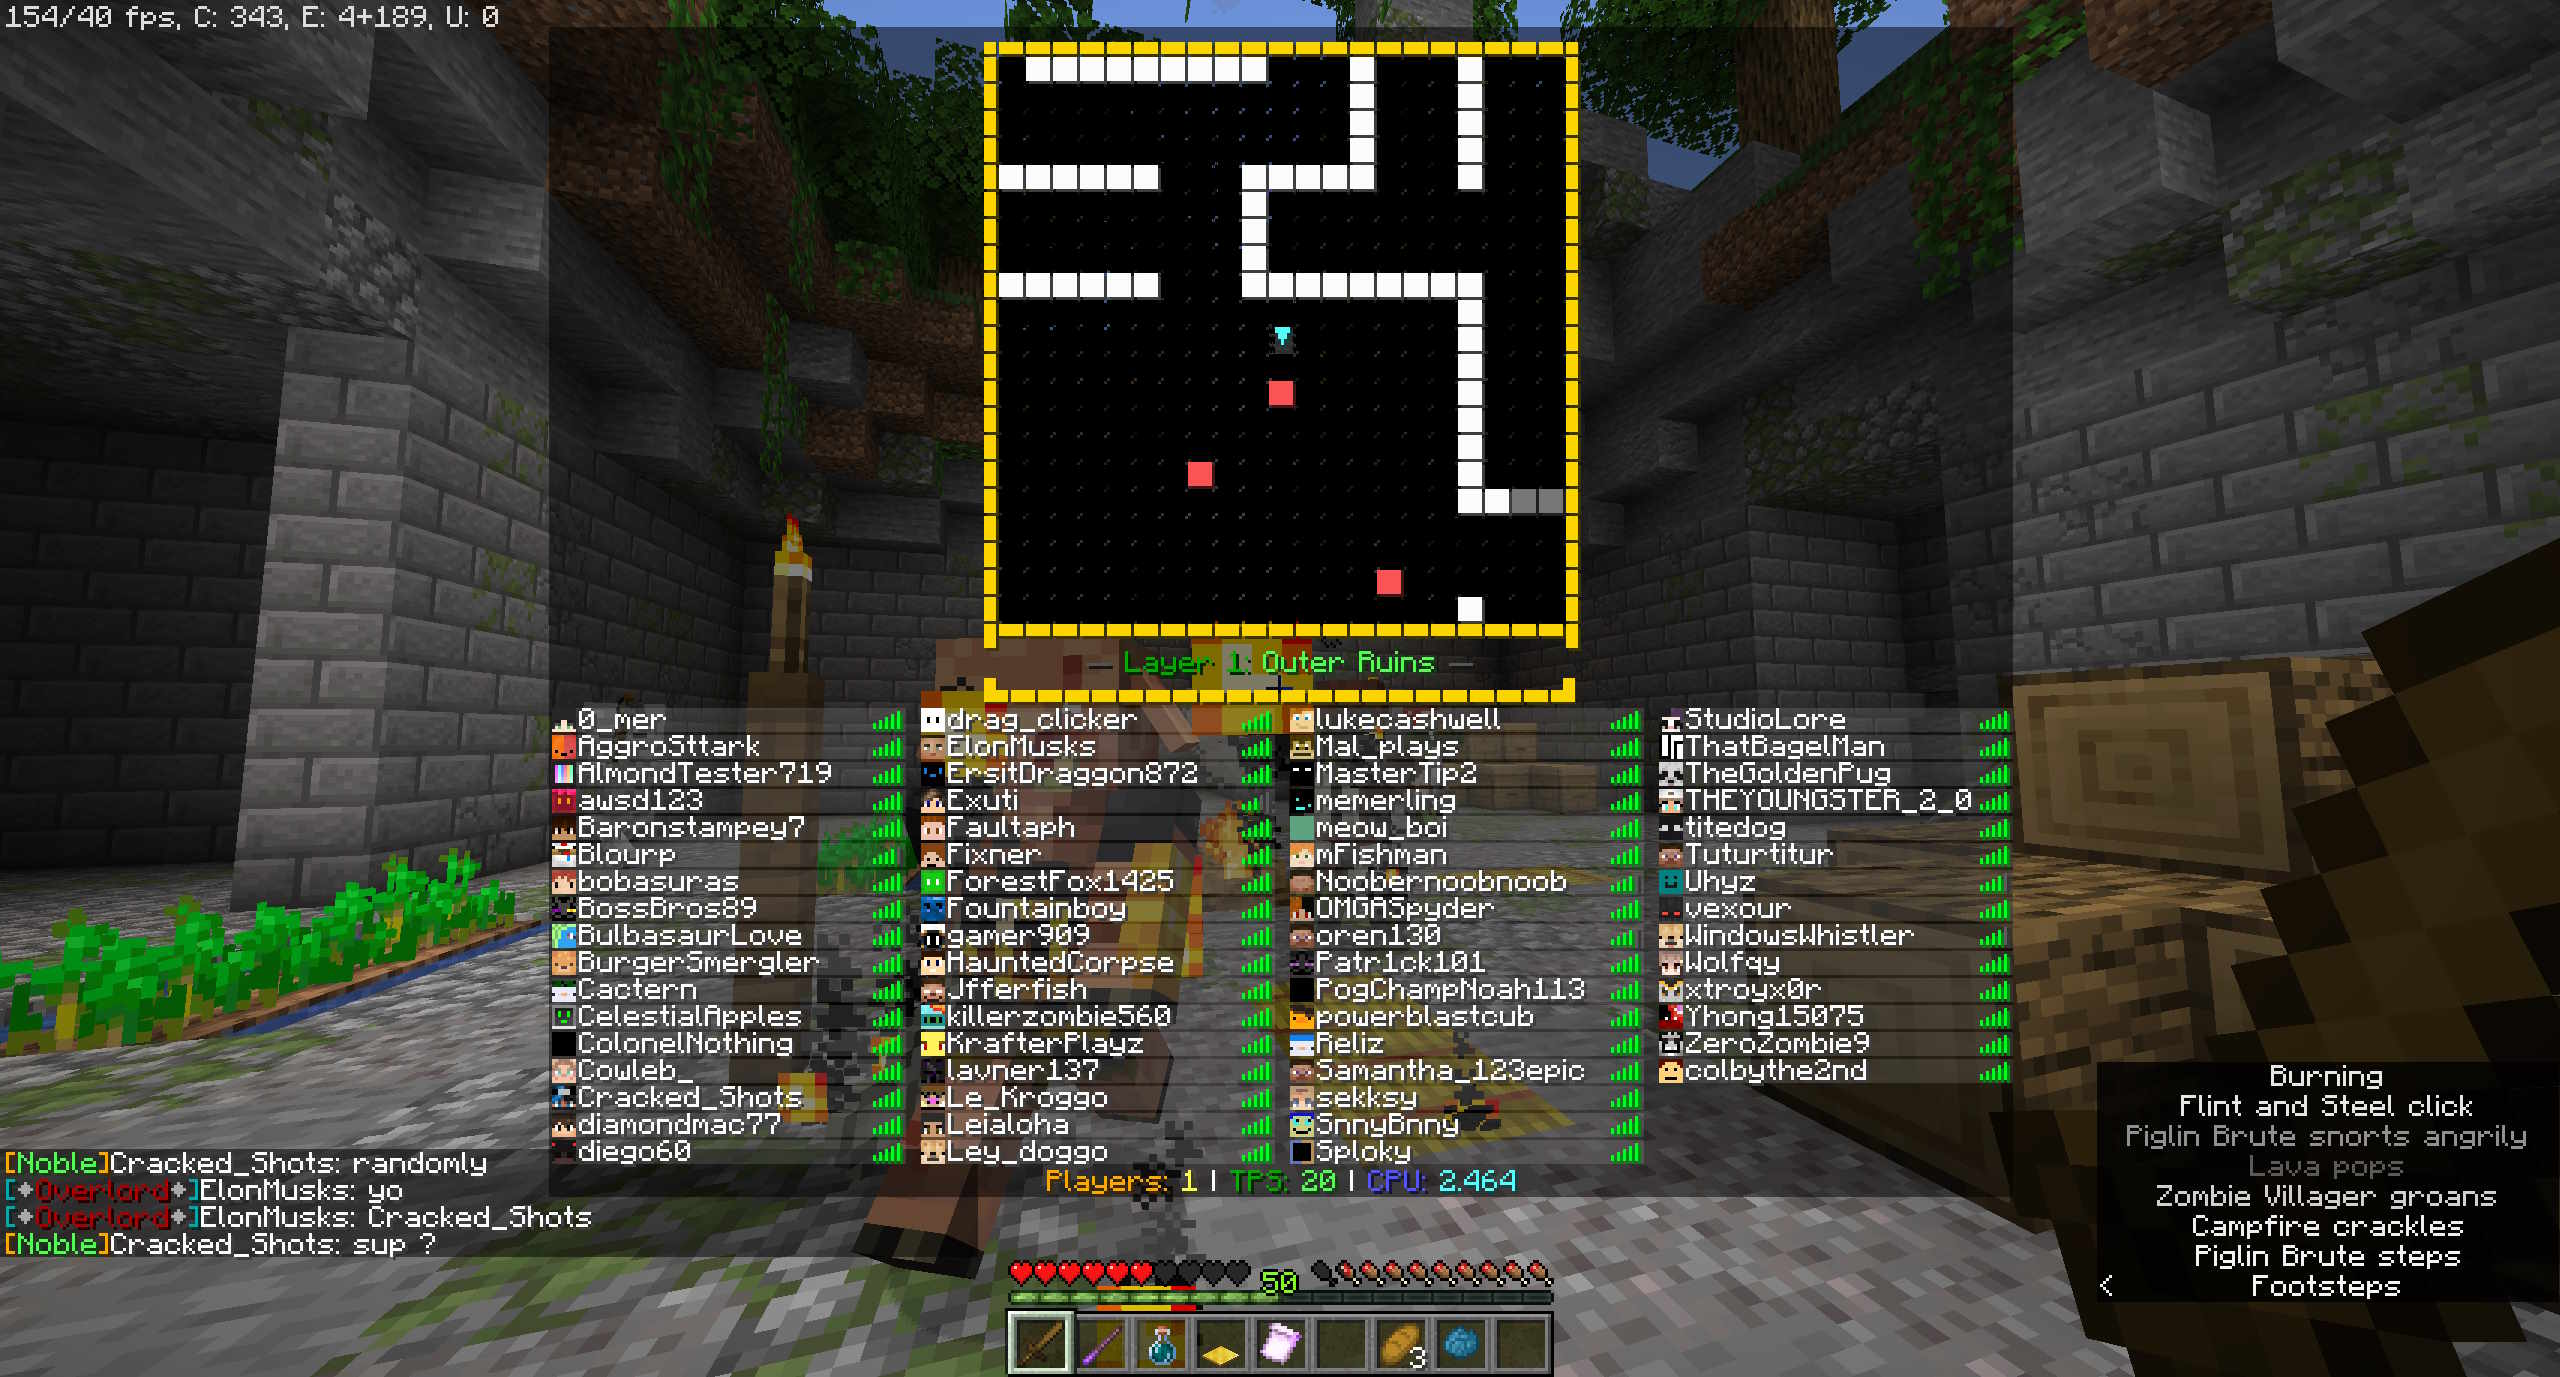 154/40 fps, C: 343, E: 4+189, U: 0
— Layer 1: Outer Ruins —
0_mer
AggroSttark
AlmondTester719
awsd123
Baronstampey7
Blourp
bobasuras
BossBros89
BulbasaurLove
BurgerSmergler
Cactern
CelestialApples
ColonelNothing
Cowleb_
Cracked_Shots
diamondmac77
diego60
drag_clicker
ElonMusks
ErsitDraggon872
Exuti
Faultaph
Fixner
ForestFox1425
Fountainboy
gamer909
HauntedCorpse
Jfferfish
killerzombie560
KrafterPlayz
lavner137
Le_Kroggo
Leialoha
Ley_doggo
lukecashwell
Mal_plays
MasterTip2
memerling
meow_boi
mFishman
Noobernoobnoob
OMGASpyder
oren130
Patr1ck101
PogChampNoah113
powerblastcub
Reliz
Samantha_123epic
sekksy
SnnyBnny
Sploky
StudioLore
ThatBagelMan
TheGoldenPug
THEYOUNGSTER_2_0
titedog
Tuturtitur
Uhyz
vexour
WindowsWhistler
Wolfqy
xtroyx0r
Yhong15075
ZeroZombie9
colbythe2nd
Players: 1 | TPS: 20 | CPU: 2.464
[Noble]Cracked_Shots: randomly
[*Overlord*]ElonMusks: yo
[*Overlord*]ElonMusks: Cracked_Shots
[Noble]Cracked_Shots: sup ?
Burning
Flint and Steel click
Piglin Brute snorts angrily
Lava pops
Zombie Villager groans
Campfire crackles
Piglin Brute steps
< Footsteps
50
3